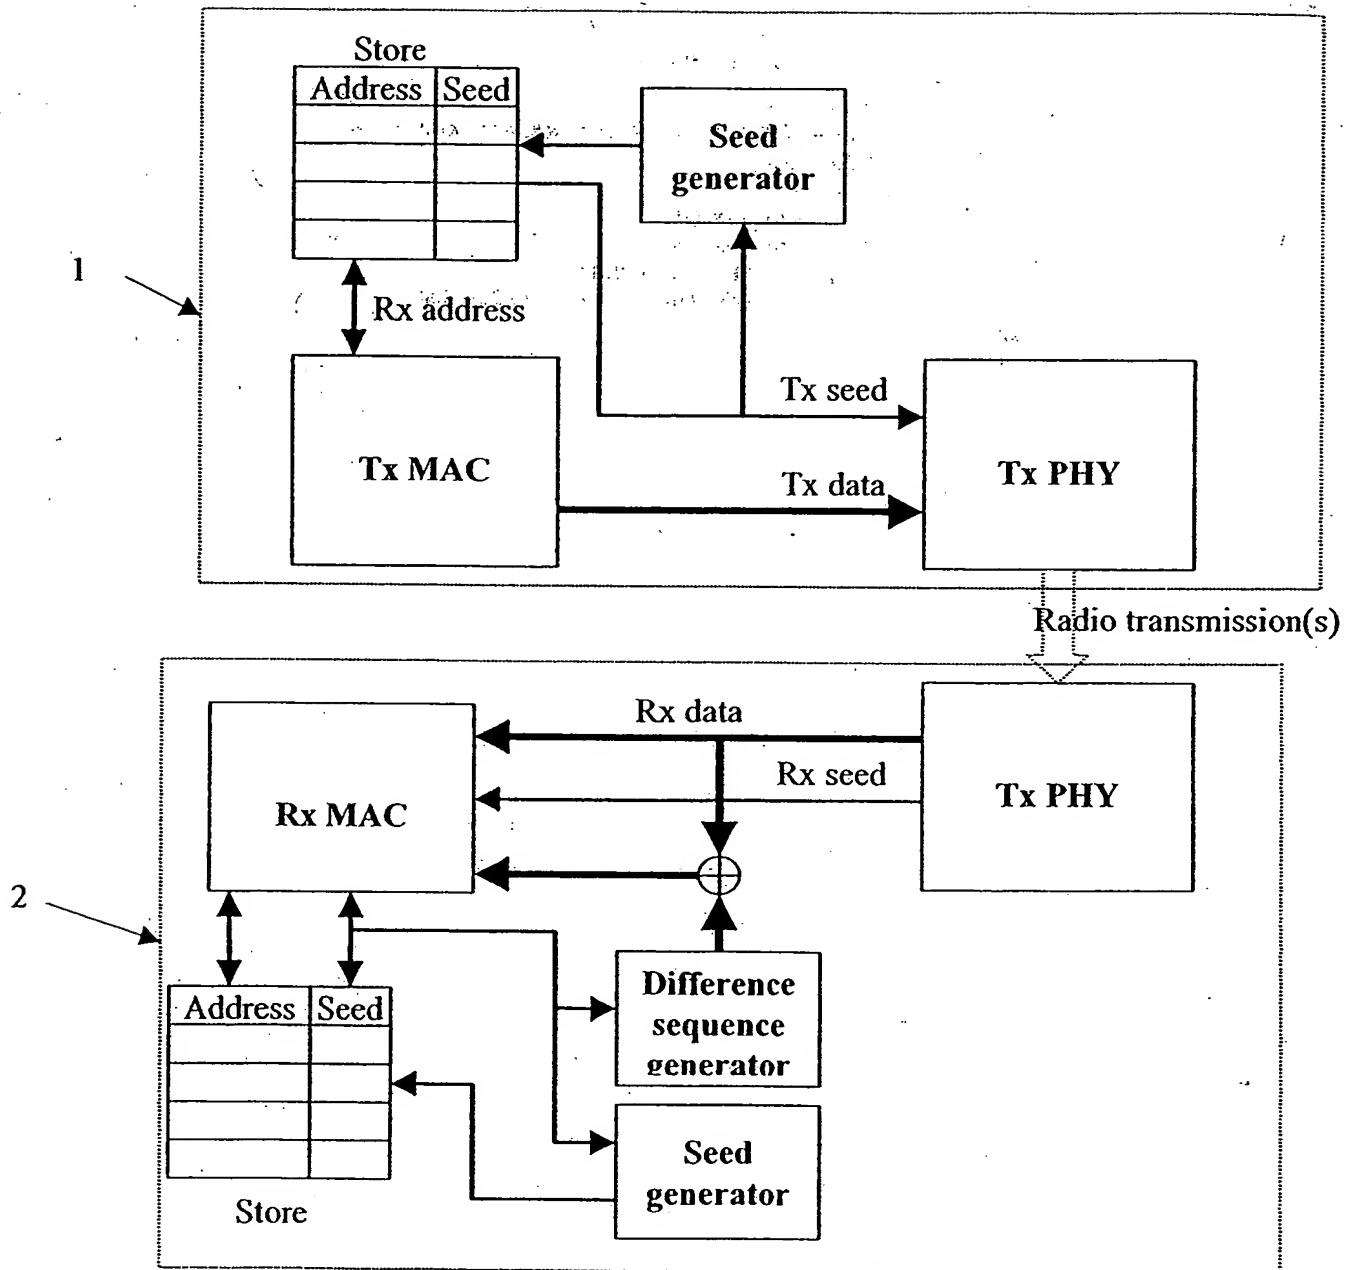 Store
Address Seed
Seed
generator
1
Rx address
Tx seed
Tx MAC
Tx data
Tx PHY
Radio transmission(s)
Rx data
Rx seed
Tx PHY
Rx MAC
2
Address Seed
Difference
sequence
generator
Seed
generator
Store